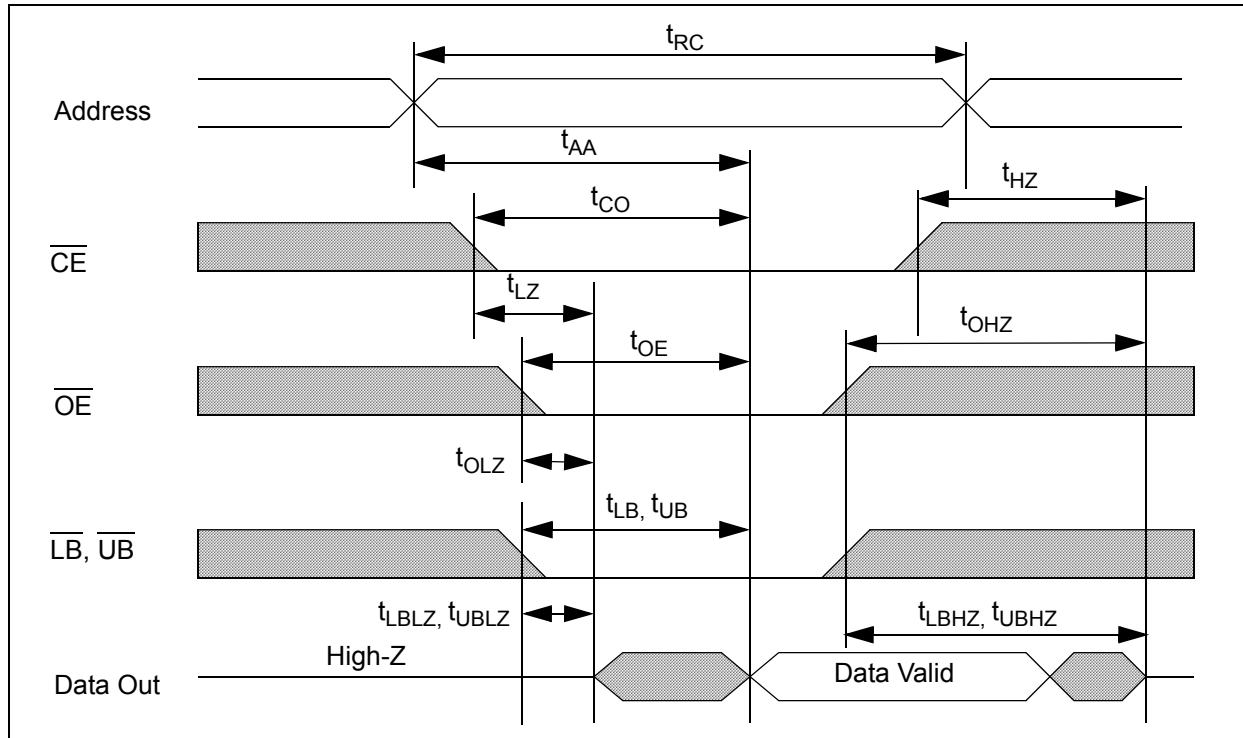 tRC
Address
tAA
tHZ
tCO
CE
tLZ
tOHZ
tOE
OE
tOLZ
tLB, tUB
LB, UB
tLBLZ, tUBLZ
tLBHZ, tUBHZ
High-Z
Data Valid
Data Out